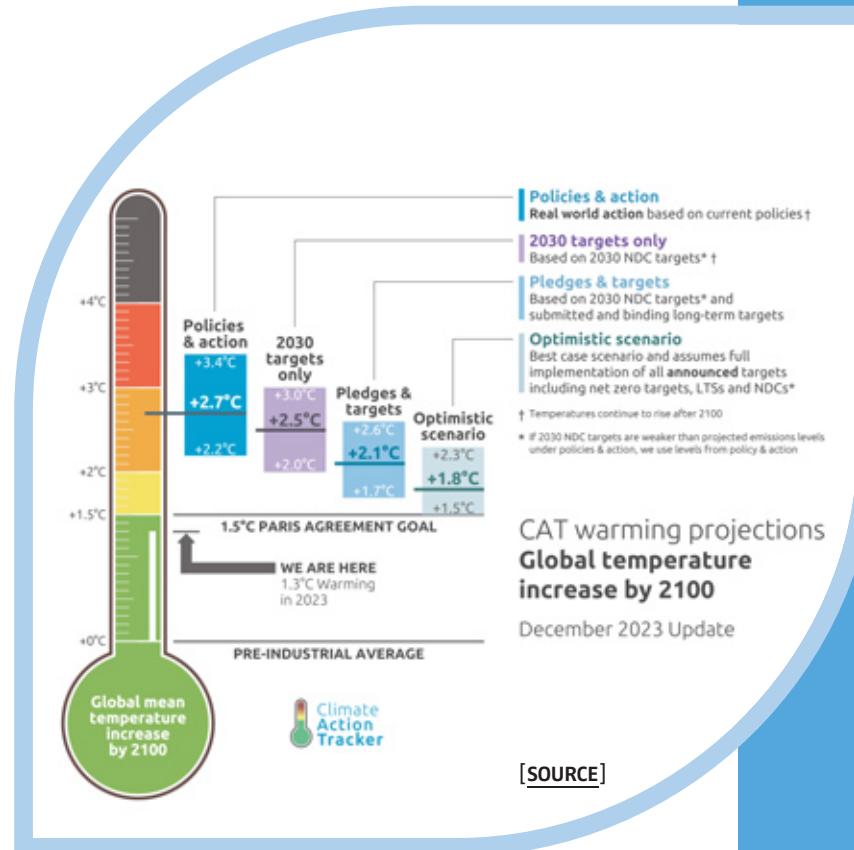 Policies & action
Real world action based on current policies †
2030 targets only
Based on 2030 NDC targets* †
Pledges & targets
Based on 2030 NDC targets* and
submitted and binding long-term targets
Optimistic scenario
Best case scenario and assumes full
implementation of all announced targets
including net zero targets, LTSs and NDCs*
† Temperatures continue to rise after 2100
* If 2030 NDC targets are weaker than projected emissions levels
under policies & action, we use levels from policy & action
+4°C
+3°C
+2°C
+1.5°C
+0°C
Policies
& action
+3.4°C
+2.7°C
+2.2°C
2030
targets
only
+3.0°C
+2.5°C
+2.0°C
Pledges &
targets
+2.6°C
+2.1°C
+1.7°C
Optimistic
scenario
+2.3°C
+1.8°C
+1.5°C
1.5°C PARIS AGREEMENT GOAL
WE ARE HERE
1.3°C Warming
in 2023
PRE-INDUSTRIAL AVERAGE
Global mean
temperature
increase
by 2100
Climate
Action
Tracker
CAT warming projections
Global temperature
increase by 2100
December 2023 Update
[SOURCE]